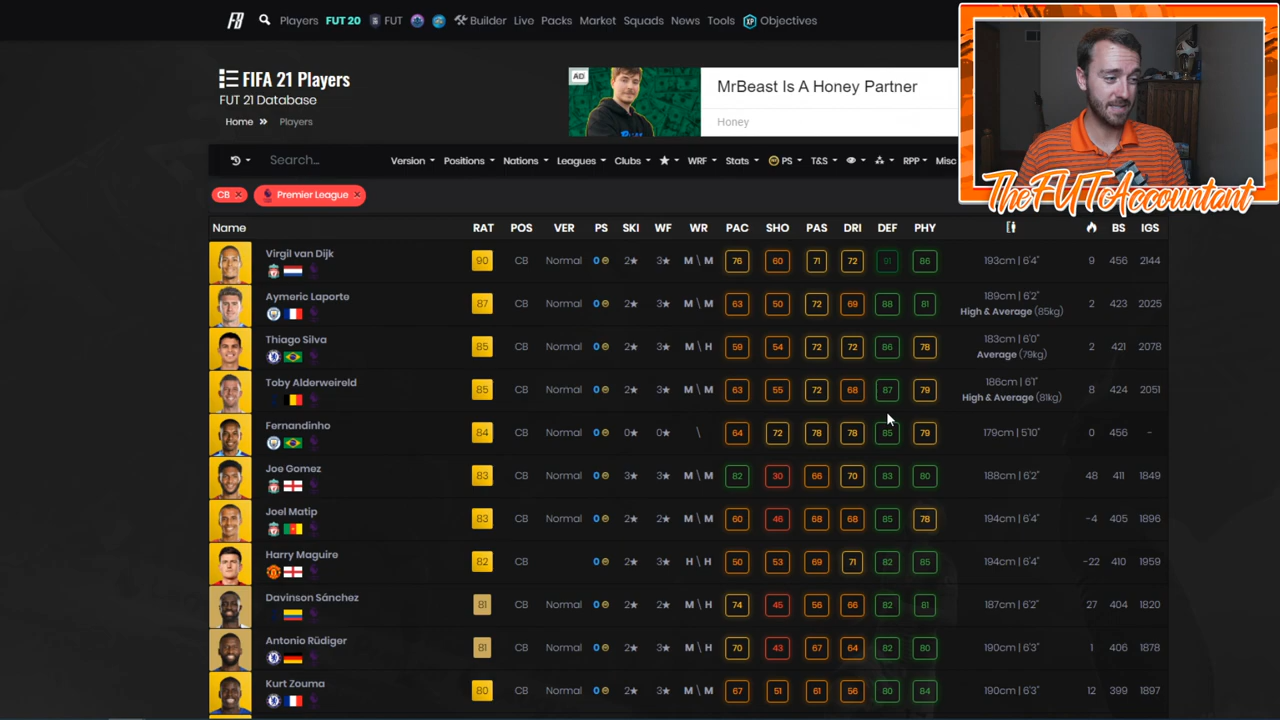 FB Players FUT 20 FUT Builder Live Packs Market Squads News Tools XP Objectives
FIFA 21 Players
FUT 21 Database
Home » Players
AD
MrBeast Is A Honey Partner
Honey
TheFUTAccountant
Search... Version Positions Nations Leagues Clubs WRF Stats PS T&S RPP Misc
CB × Premier League ×
Name RAT POS VER PS SKI WF WR PAC SHO PAS DRI DEF PHY BS IGS
Virgil van Dijk 90 CB Normal 0 2★ 3★ M \ M 76 60 71 72 91 86 193cm | 6'4" 9 456 2144
Aymeric Laporte 87 CB Normal 0 2★ 3★ M \ M 63 50 72 69 88 81 189cm | 6'2" 2 423 2025
High & Average (85kg)
Thiago Silva 85 CB Normal 0 2★ 3★ M \ H 59 54 72 72 86 78 183cm | 6'0" 2 421 2078
Average (79kg)
Toby Alderweireld 85 CB Normal 0 2★ 3★ M \ M 63 55 72 68 87 79 186cm | 6'1" 8 424 2051
High & Average (81kg)
Fernandinho 84 CB Normal 0 0★ 0★ \ 64 72 78 78 85 79 179cm | 5'10" 0 456 -
Joe Gomez 83 CB Normal 0 3★ 3★ M \ M 82 30 66 70 83 80 188cm | 6'2" 48 411 1849
Joel Matip 83 CB Normal 0 2★ 2★ M \ M 60 46 68 68 85 78 194cm | 6'4" -4 405 1896
Harry Maguire 82 CB Normal 0 2★ 3★ H \ H 50 53 69 71 82 85 194cm | 6'4" -22 410 1959
Davinson Sánchez 81 CB Normal 0 2★ 2★ M \ H 74 45 56 66 82 81 187cm | 6'2" 27 404 1820
Antonio Rüdiger 81 CB Normal 0 2★ 3★ M \ H 70 43 67 64 82 80 190cm | 6'3" 1 406 1878
Kurt Zouma 80 CB Normal 0 2★ 3★ M \ M 67 51 61 56 80 84 190cm | 6'3" 12 399 1897